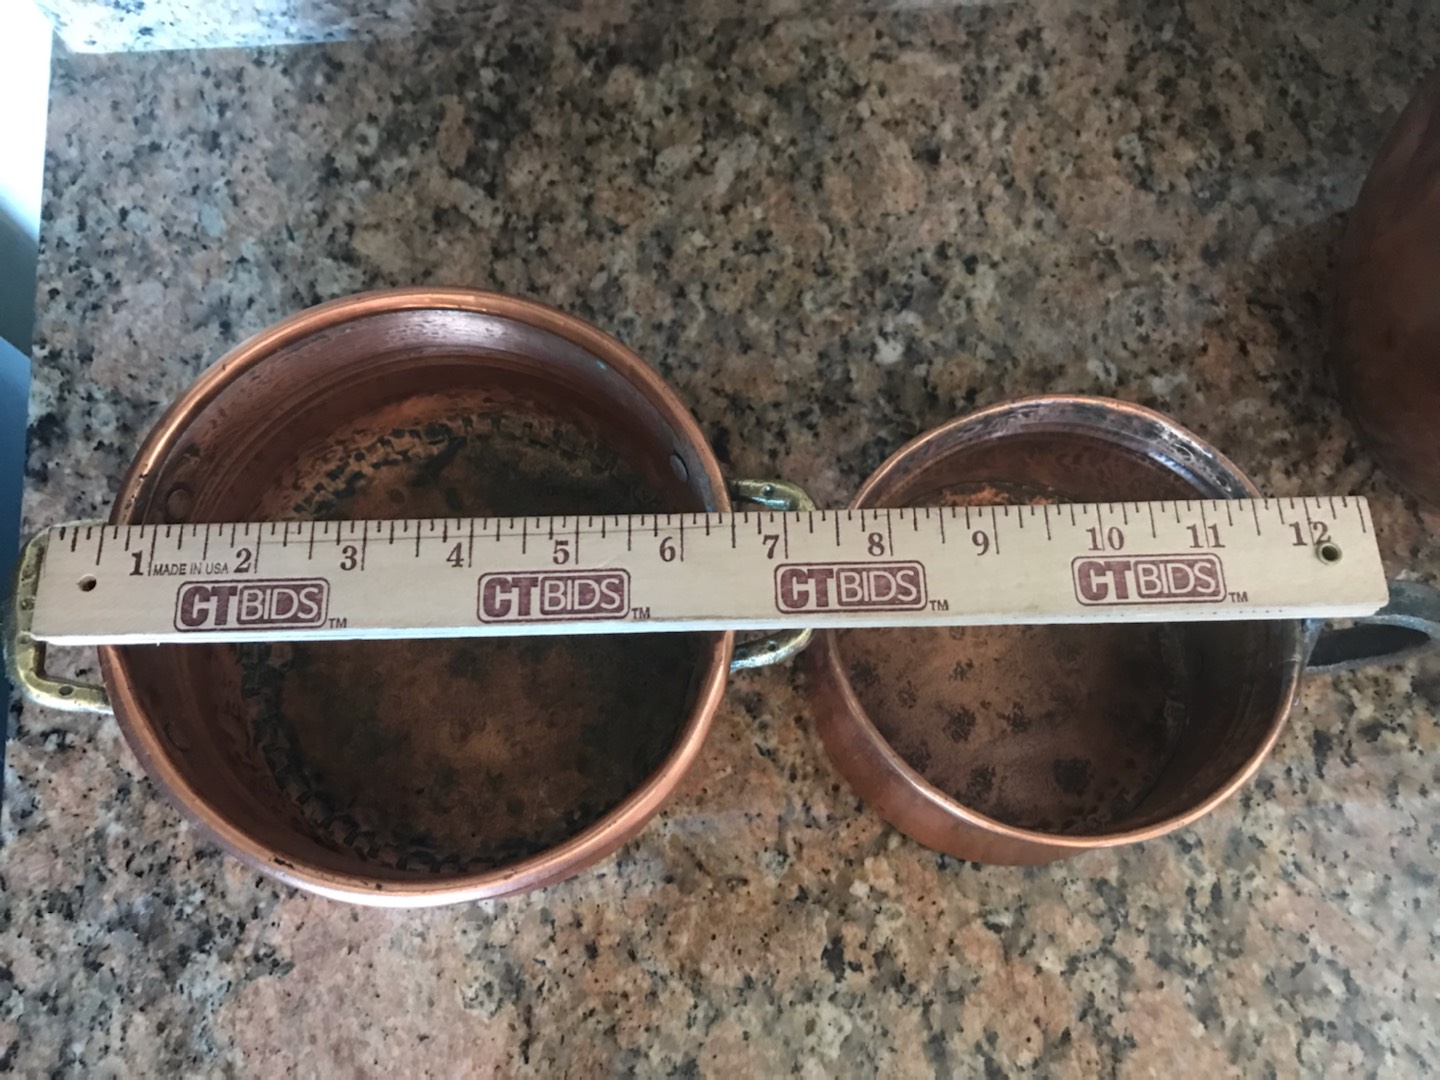 1 2 3 4 5 6 7 8 9 10 11 12
MADE IN USA
CTBIDS™ CTBIDS™ CTBIDS™ CTBIDS™